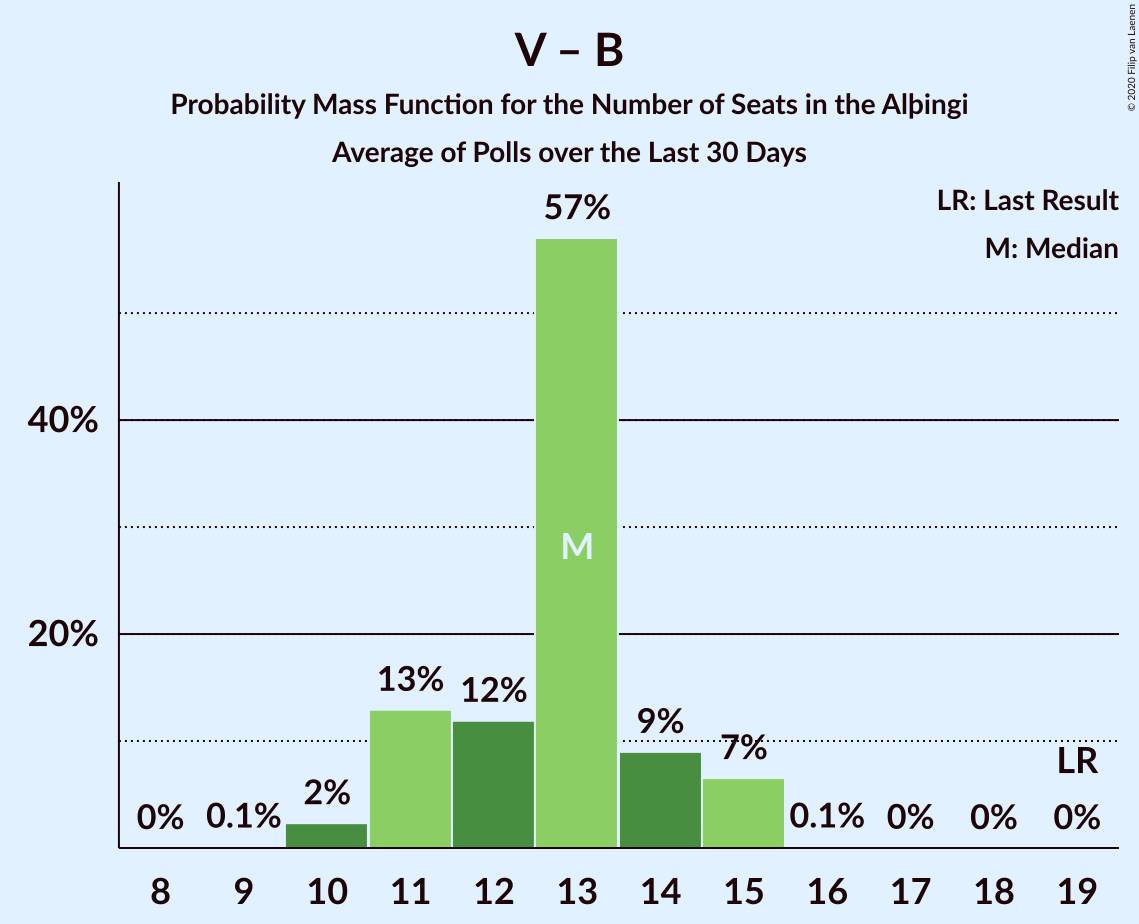 V – B
Probability Mass Function for the Number of Seats in the Alþingi
Average of Polls over the Last 30 Days
© 2020 Filip van Laenen
LR: Last Result
M: Median
57%
40%
M
20%
13%
12%
9%
7%
LR
2%
0%
0.1%
0.1%
0%
0%
0%
8 9 10 11 12 13 14 15 16 17 18 19